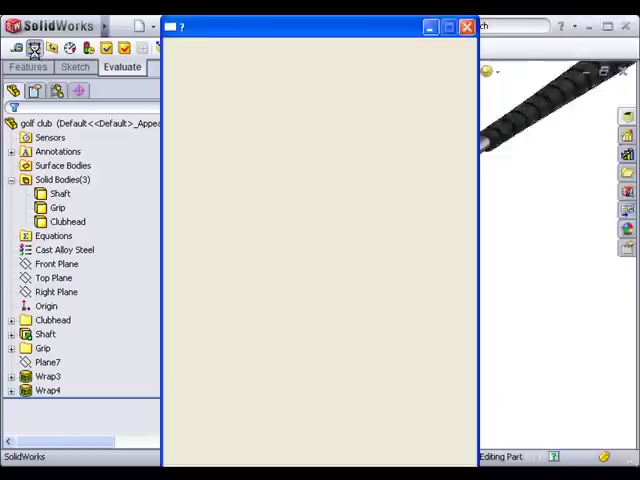 SolidWorks
?
ch
?
Features
Sketch
Evaluate
golf club (Default<<Default>_Appea
Sensors
Annotations
Surface Bodies
Solid Bodies(3)
Shaft
Grip
Clubhead
Equations
Cast Alloy Steel
Front Plane
Top Plane
Right Plane
Origin
Clubhead
Shaft
Grip
Plane7
Wrap3
Wrap4
SolidWorks
Editing Part
?